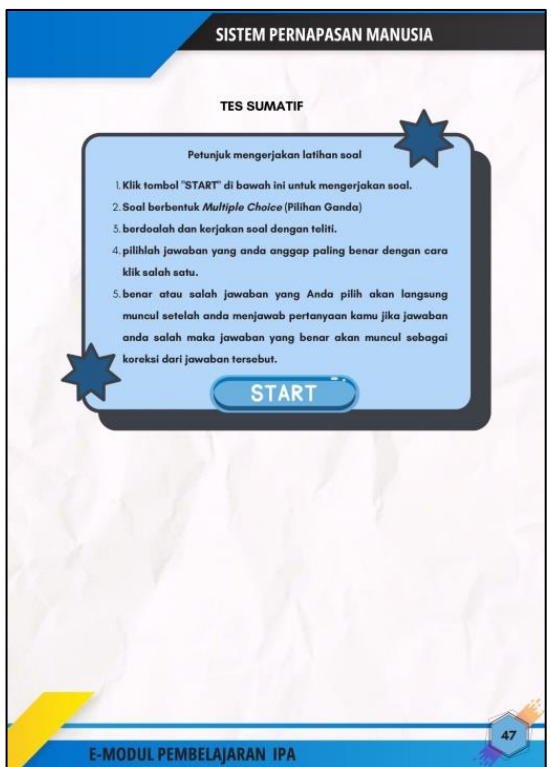 SISTEM PERNAPASAN MANUSIA
TES SUMATIF
Petunjuk mengerjakan latihan soal
1. Klik tombol "START" di bawah ini untuk mengerjakan soal.
2. Soal berbentuk Multiple Choice (Pilihan Ganda)
3. berdoalah dan kerjakan soal dengan teliti.
4. pilihlah jawaban yang anda anggap paling benar dengan cara
klik salah satu.
5. benar atau salah jawaban yang Anda pilih akan langsung
muncul setelah anda menjawab pertanyaan kamu jika jawaban
anda salah maka jawaban yang benar akan muncul sebagai
koreksi dari jawaban tersebut.
START
47
E-MODUL PEMBELAJARAN IPA